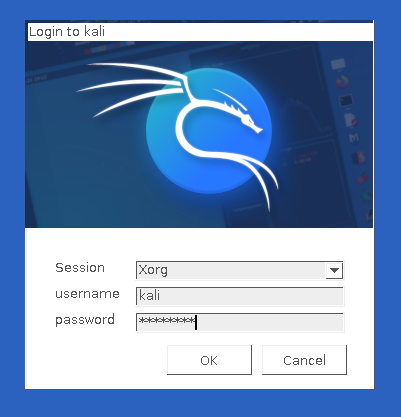 Login to kali
Session
Xorg
username
kali
password
********
OK
Cancel